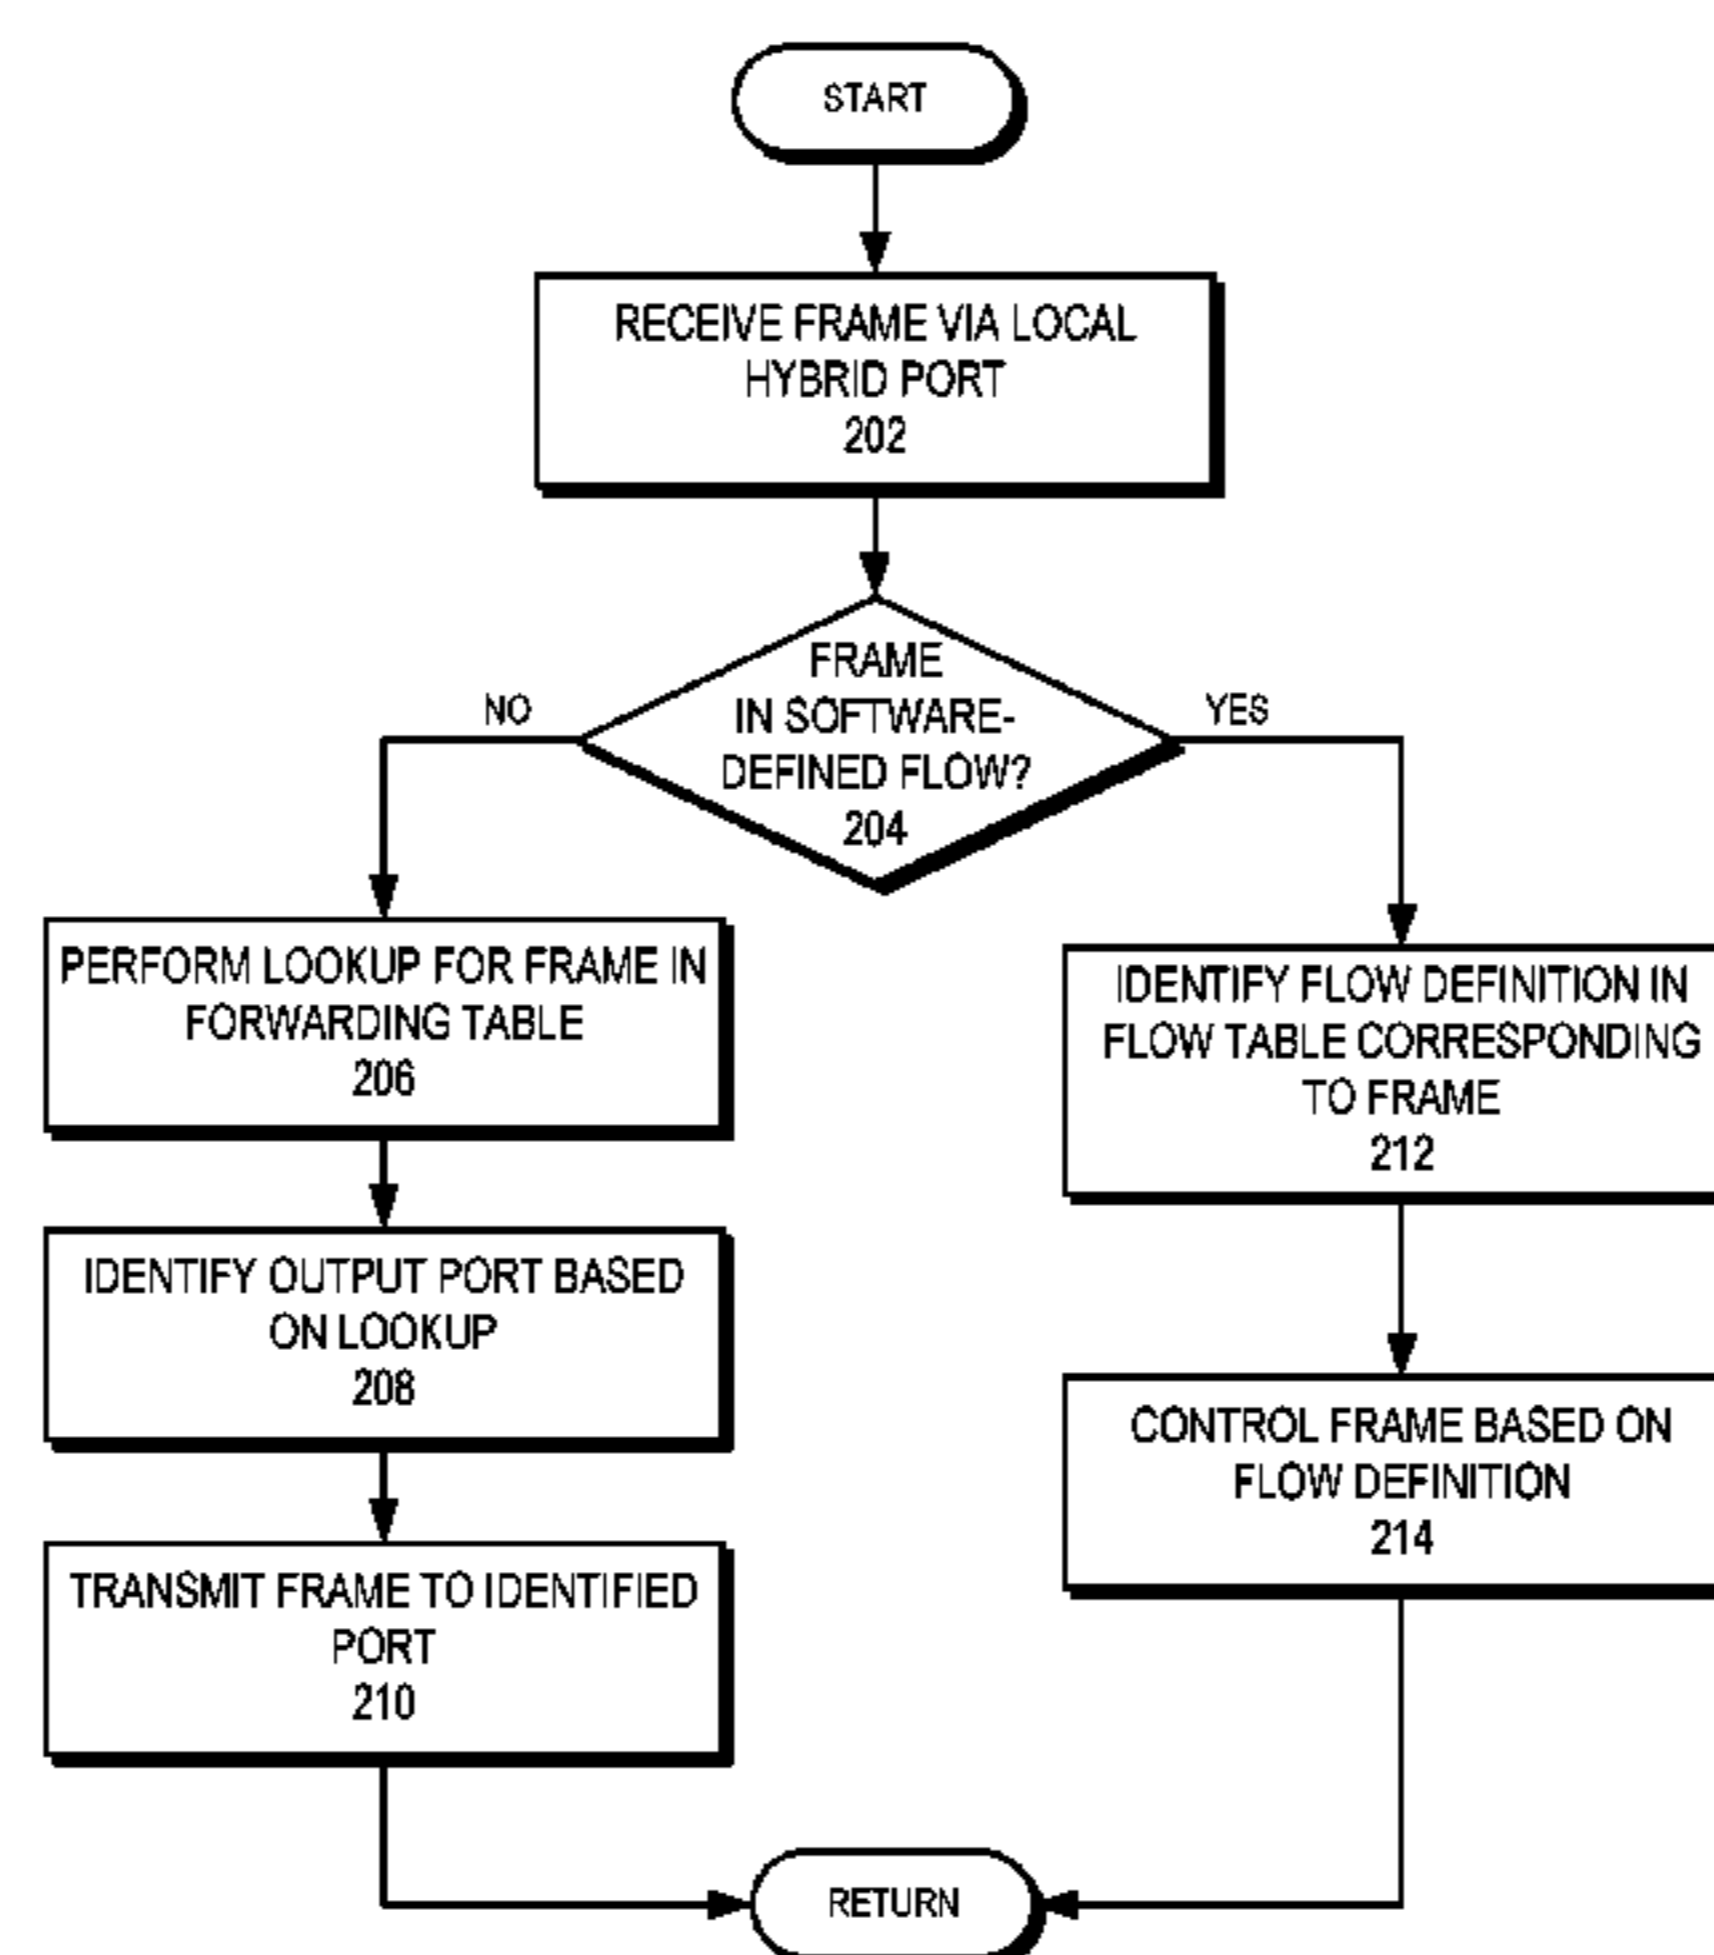 START
RECEIVE FRAME VIA LOCAL
HYBRID PORT
202
FRAME
IN SOFTWARE-
DEFINED FLOW?
204
NO
YES
PERFORM LOOKUP FOR FRAME IN
FORWARDING TABLE
206
IDENTIFY OUTPUT PORT BASED
ON LOOKUP
208
TRANSMIT FRAME TO IDENTIFIED
PORT
210
IDENTIFY FLOW DEFINITION IN
FLOW TABLE CORRESPONDING
TO FRAME
212
CONTROL FRAME BASED ON
FLOW DEFINITION
214
RETURN